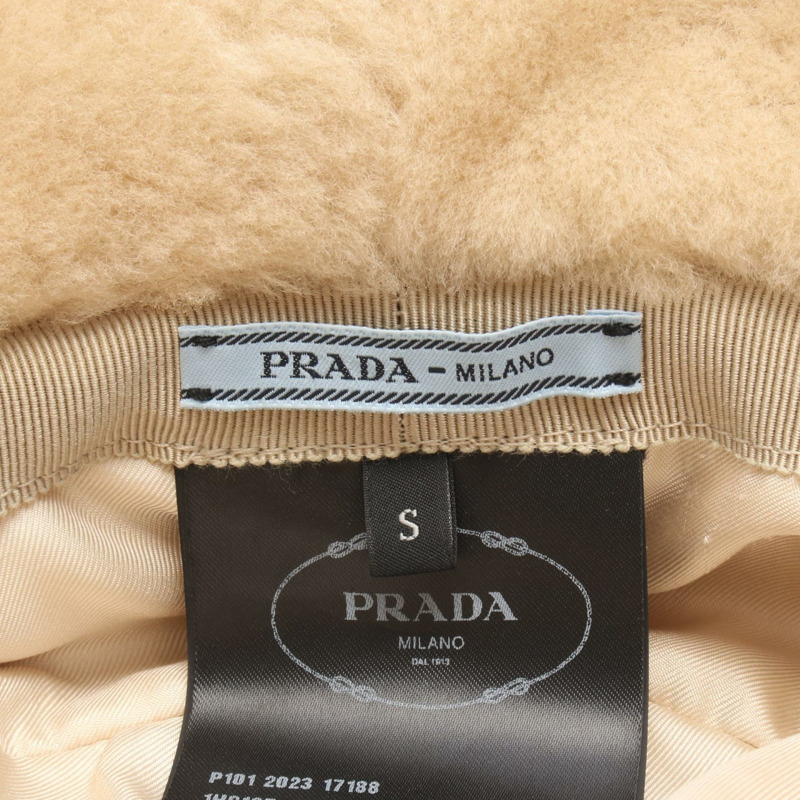 PRADA - MILANO
S
PRADA
MILANO
DAL 1913
P101 2023 17188